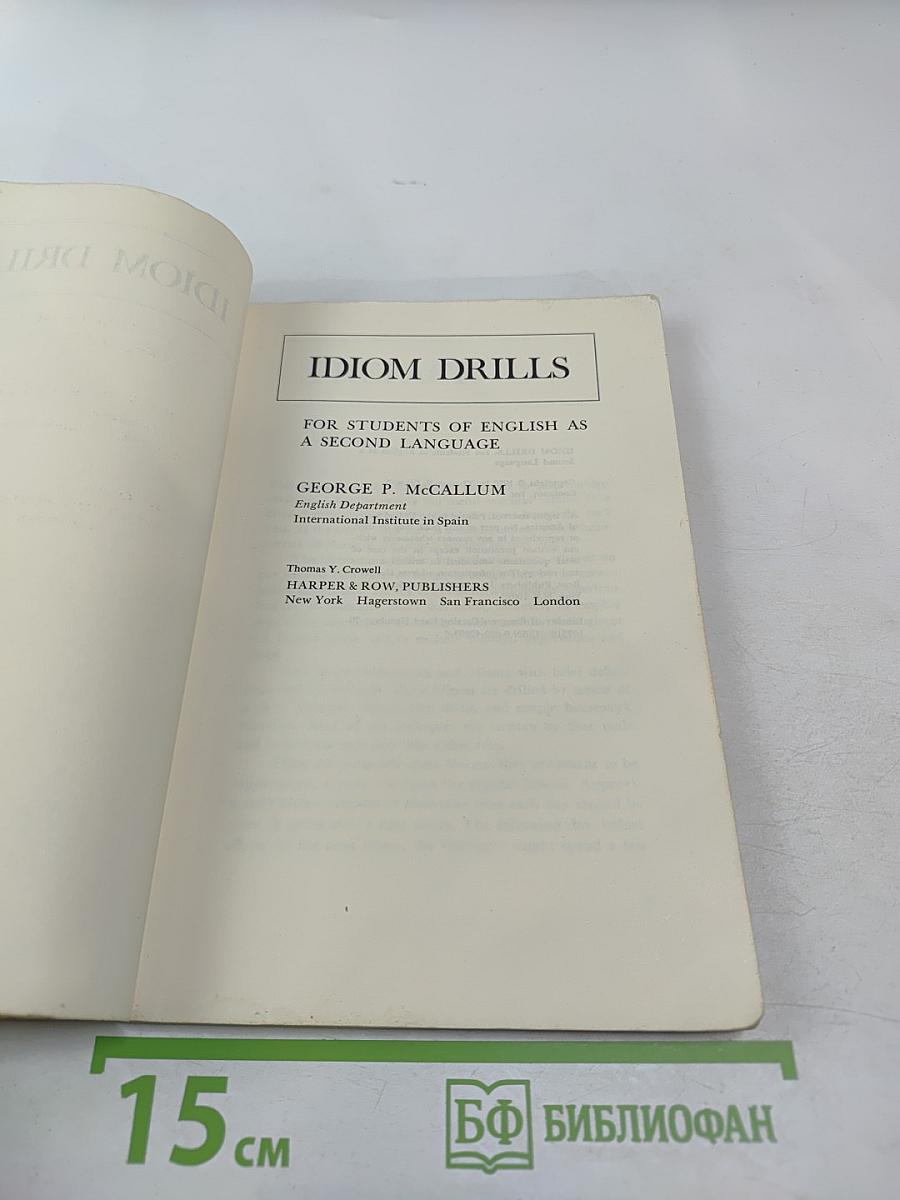 IDIOM DRILLS
FOR STUDENTS OF ENGLISH AS
A SECOND LANGUAGE
GEORGE P. McCALLUM
English Department
International Institute in Spain
Thomas Y. Crowell
HARPER & ROW, PUBLISHERS
New York Hagerstown San Francisco London
15 см
БФ БИБЛИОФАН